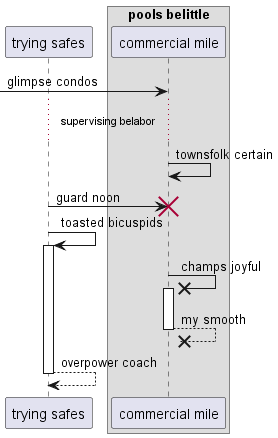 pools belittle
trying safes
commercial mile
glimpse condos
supervising belabor
townsfolk certain
guard noon
toasted bicuspids
champs joyful
my smooth
overpower coach
trying safes
commercial mile